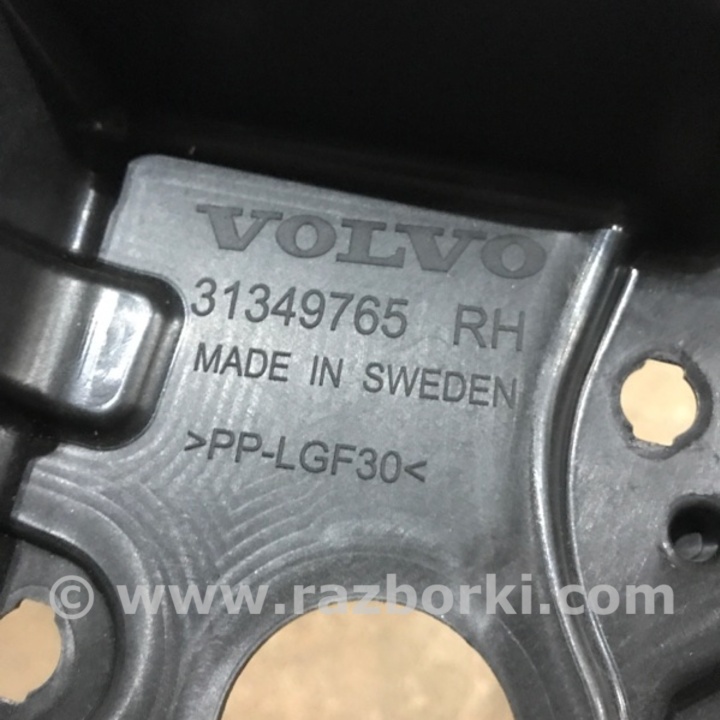 VOLVO
31349765 RH
MADE IN SWEDEN
>PP-LGF30<
© www.razborki.com